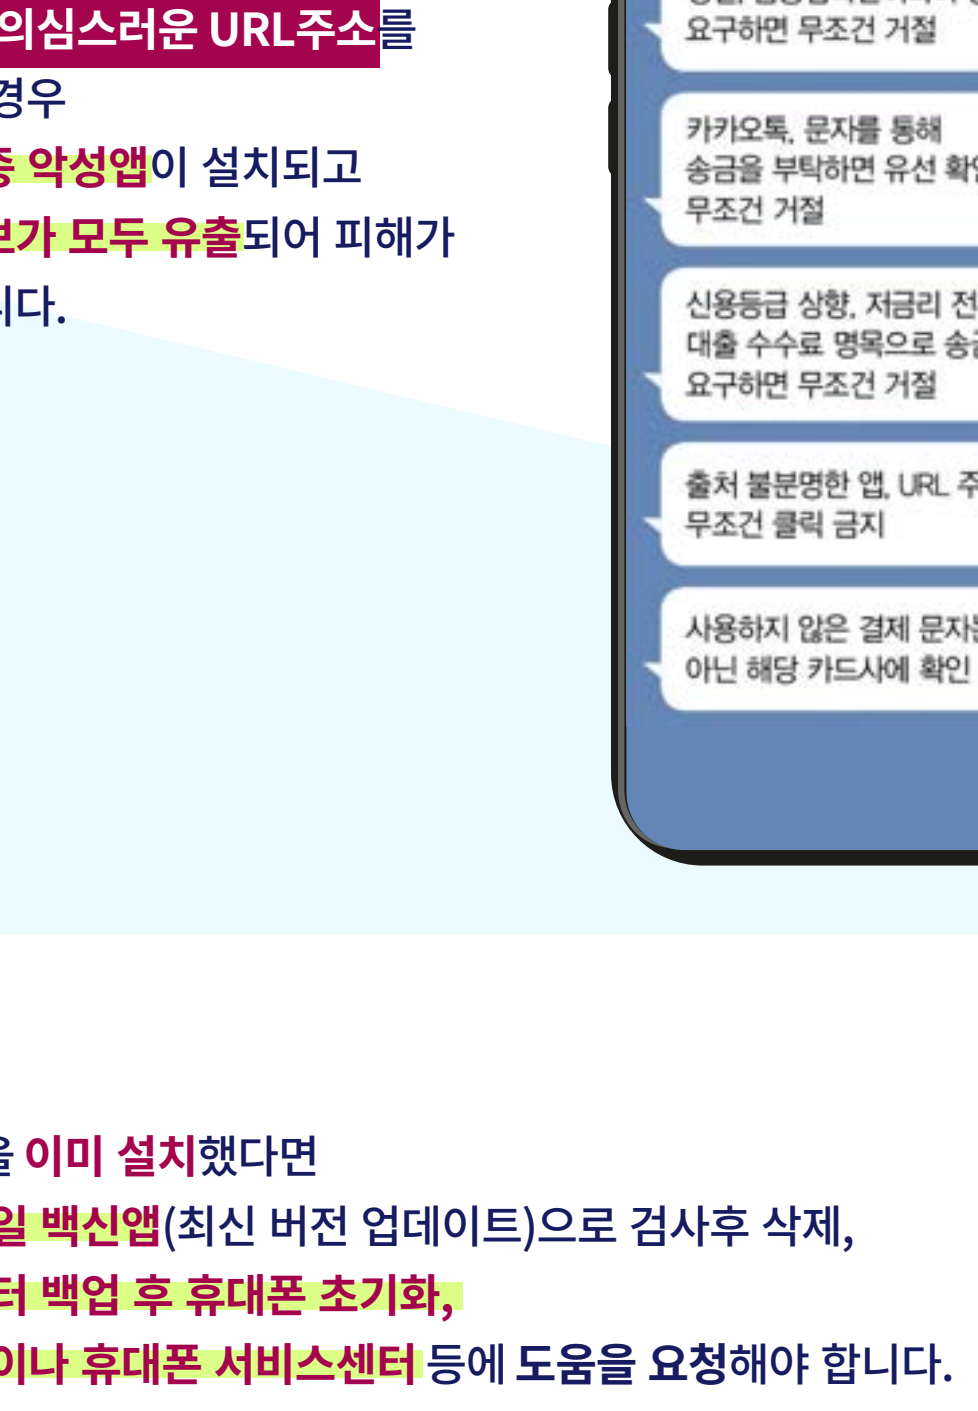 의심스러운 URL주소를
경우
악성앱이 설치되고
모두 유출되어 피해가
요구하면 무조건 거절
카카오톡, 문자를 통해
송금을 부탁하면 유선
무조건 거절
신용등급 상향, 저금리
대출 수수료 명목으로
요구하면 무조건 거절
출처 불분명한 앱, URL
무조건 클릭 금지
사용하지 않은 결제
아닌 해당 카드사에 확인
을 이미 설치했다면
백신앱(최신 버전 업데이트)으로 검사후 삭제,
백업 후 휴대폰 초기화,
이나 휴대폰 서비스센터 등에 도움을 요청해야 합니다.